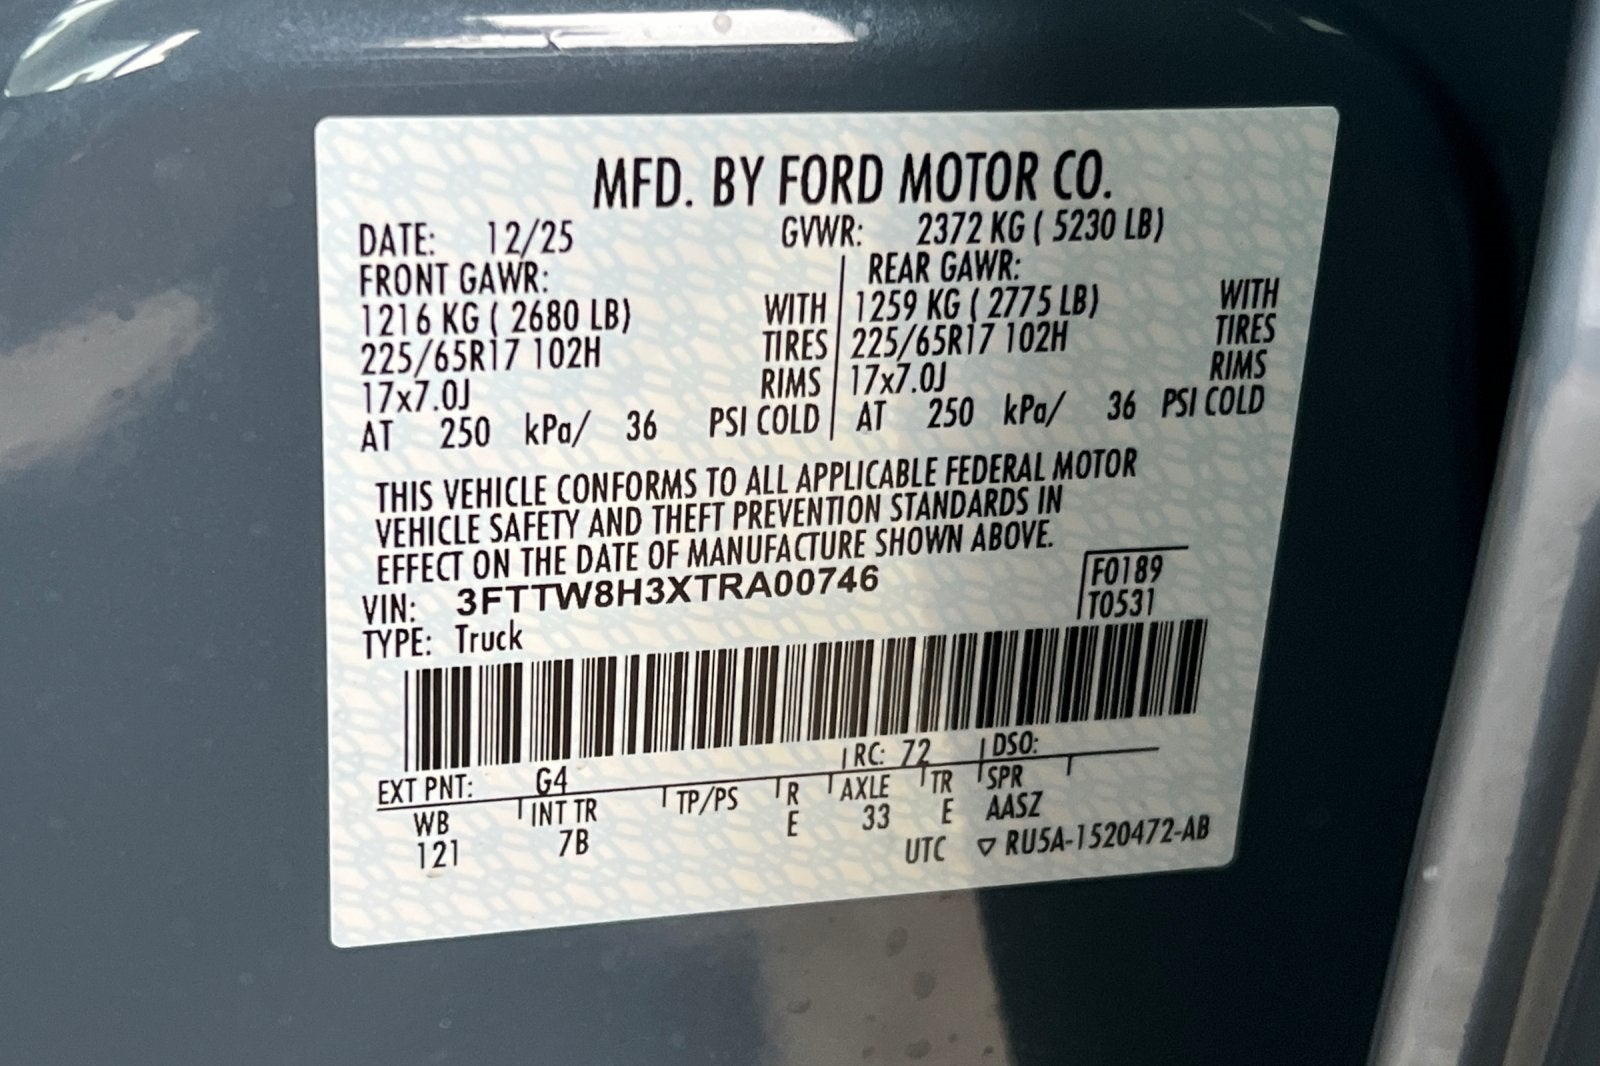 MFD. BY FORD MOTOR CO.
DATE: 12/25 GVWR: 2372 KG ( 5230 LB)
FRONT GAWR: REAR GAWR:
1216 KG ( 2680 LB) WITH 1259 KG ( 2775 LB) WITH
225/65R17 102H TIRES 225/65R17 102H TIRES
17x7.0J RIMS 17x7.0J RIMS
AT 250 kPa/ 36 PSI COLD AT 250 kPa/ 36 PSI COLD
THIS VEHICLE CONFORMS TO ALL APPLICABLE FEDERAL MOTOR
VEHICLE SAFETY AND THEFT PREVENTION STANDARDS IN
EFFECT ON THE DATE OF MANUFACTURE SHOWN ABOVE.
VIN: 3FTTW8H3XTRA00746 F0189
TYPE: Truck T0531
EXT PNT: G4 RC: 72 DSO:
WB INT TR TP/PS R AXLE TR SPR
121 7B E 33 E AASZ
UTC ▽ RU5A-1520472-AB